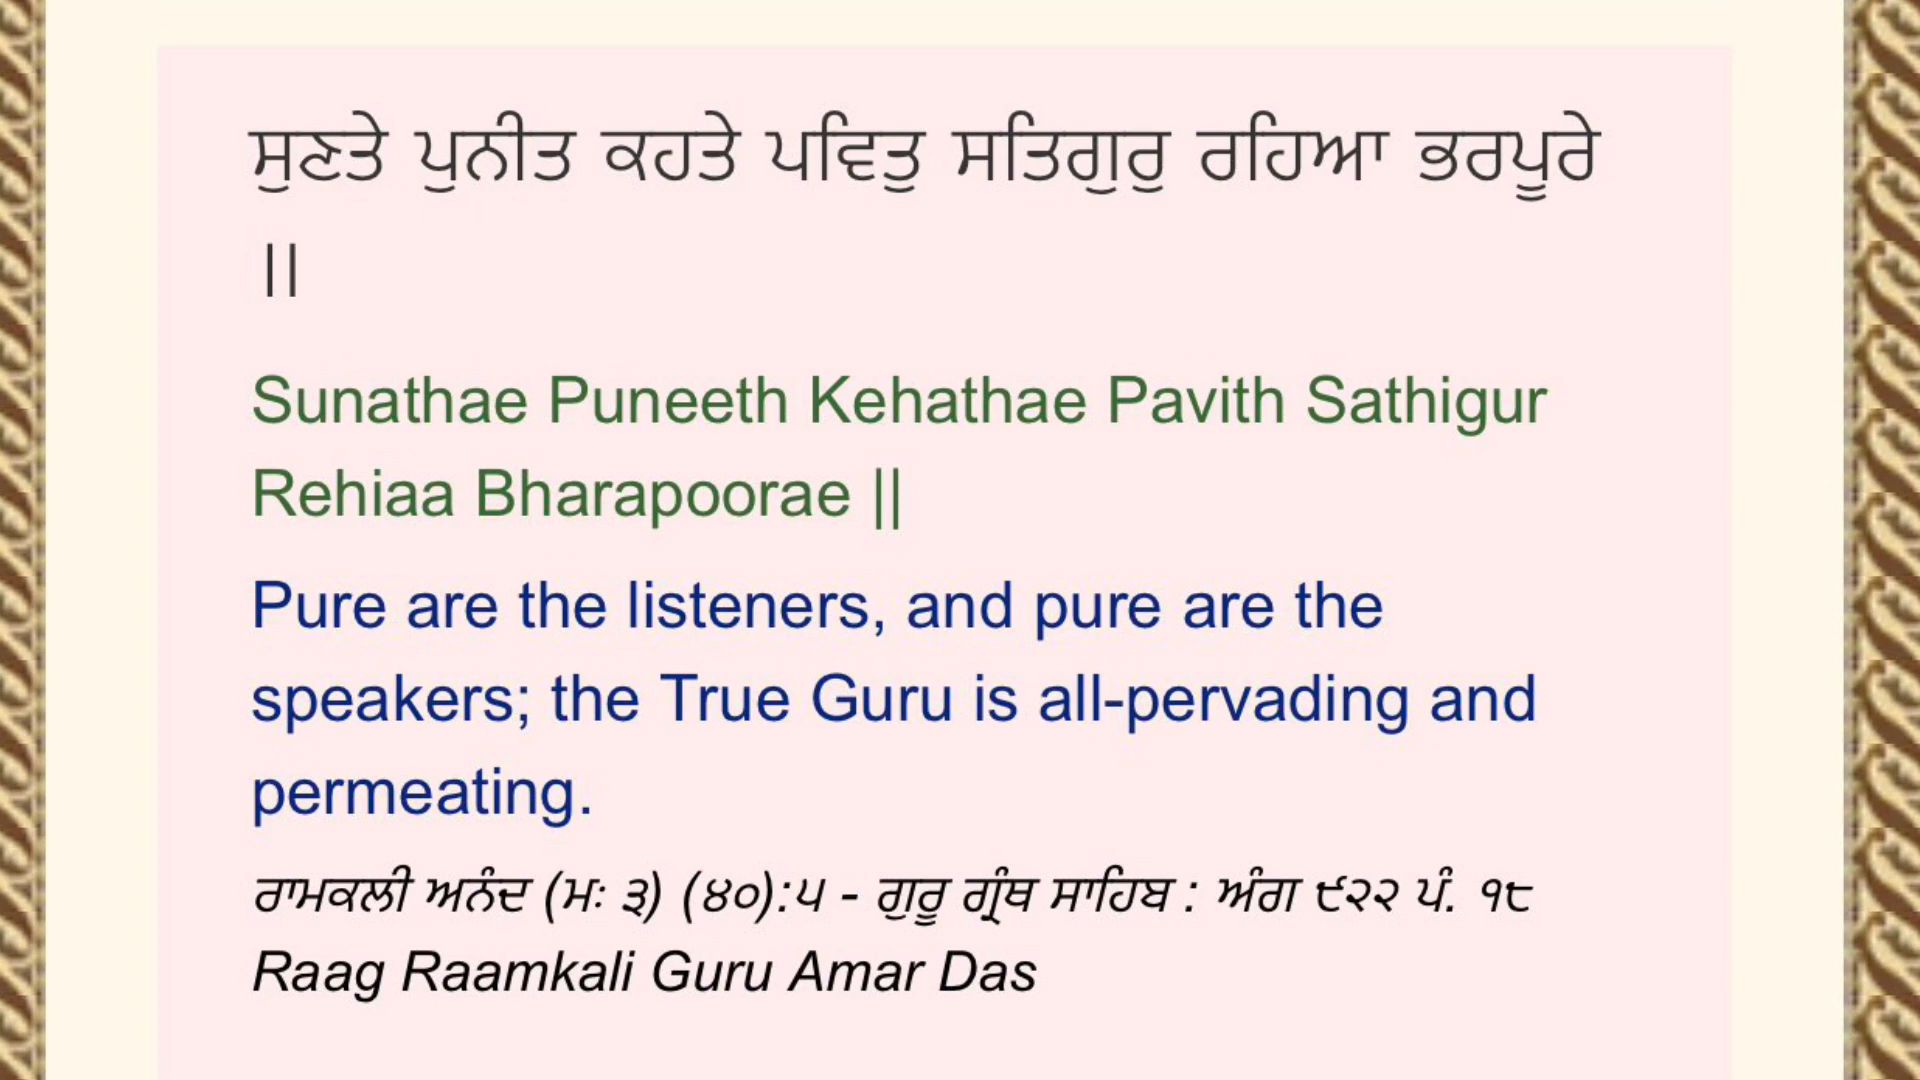 ਸੁਣਤੇ ਪੁਨੀਤ ਕਹਤੇ ਪਵਿਤੁ ਸਤਿਗੁਰੁ ਰਹਿਆ ਭਰਪੂਰੇ
||
Sunathae Puneeth Kehathae Pavith Sathigur
Rehiaa Bharapoorae ||
Pure are the listeners, and pure are the
speakers; the True Guru is all-pervading and
permeating.
ਰਾਮਕਲੀ ਅਨੰਦ (ਮਃ ੩) (੪੦):੫ - ਗੁਰੂ ਗ੍ਰੰਥ ਸਾਹਿਬ : ਅੰਗ ੯੨੨ ਪੰ. ੧੮
Raag Raamkali Guru Amar Das